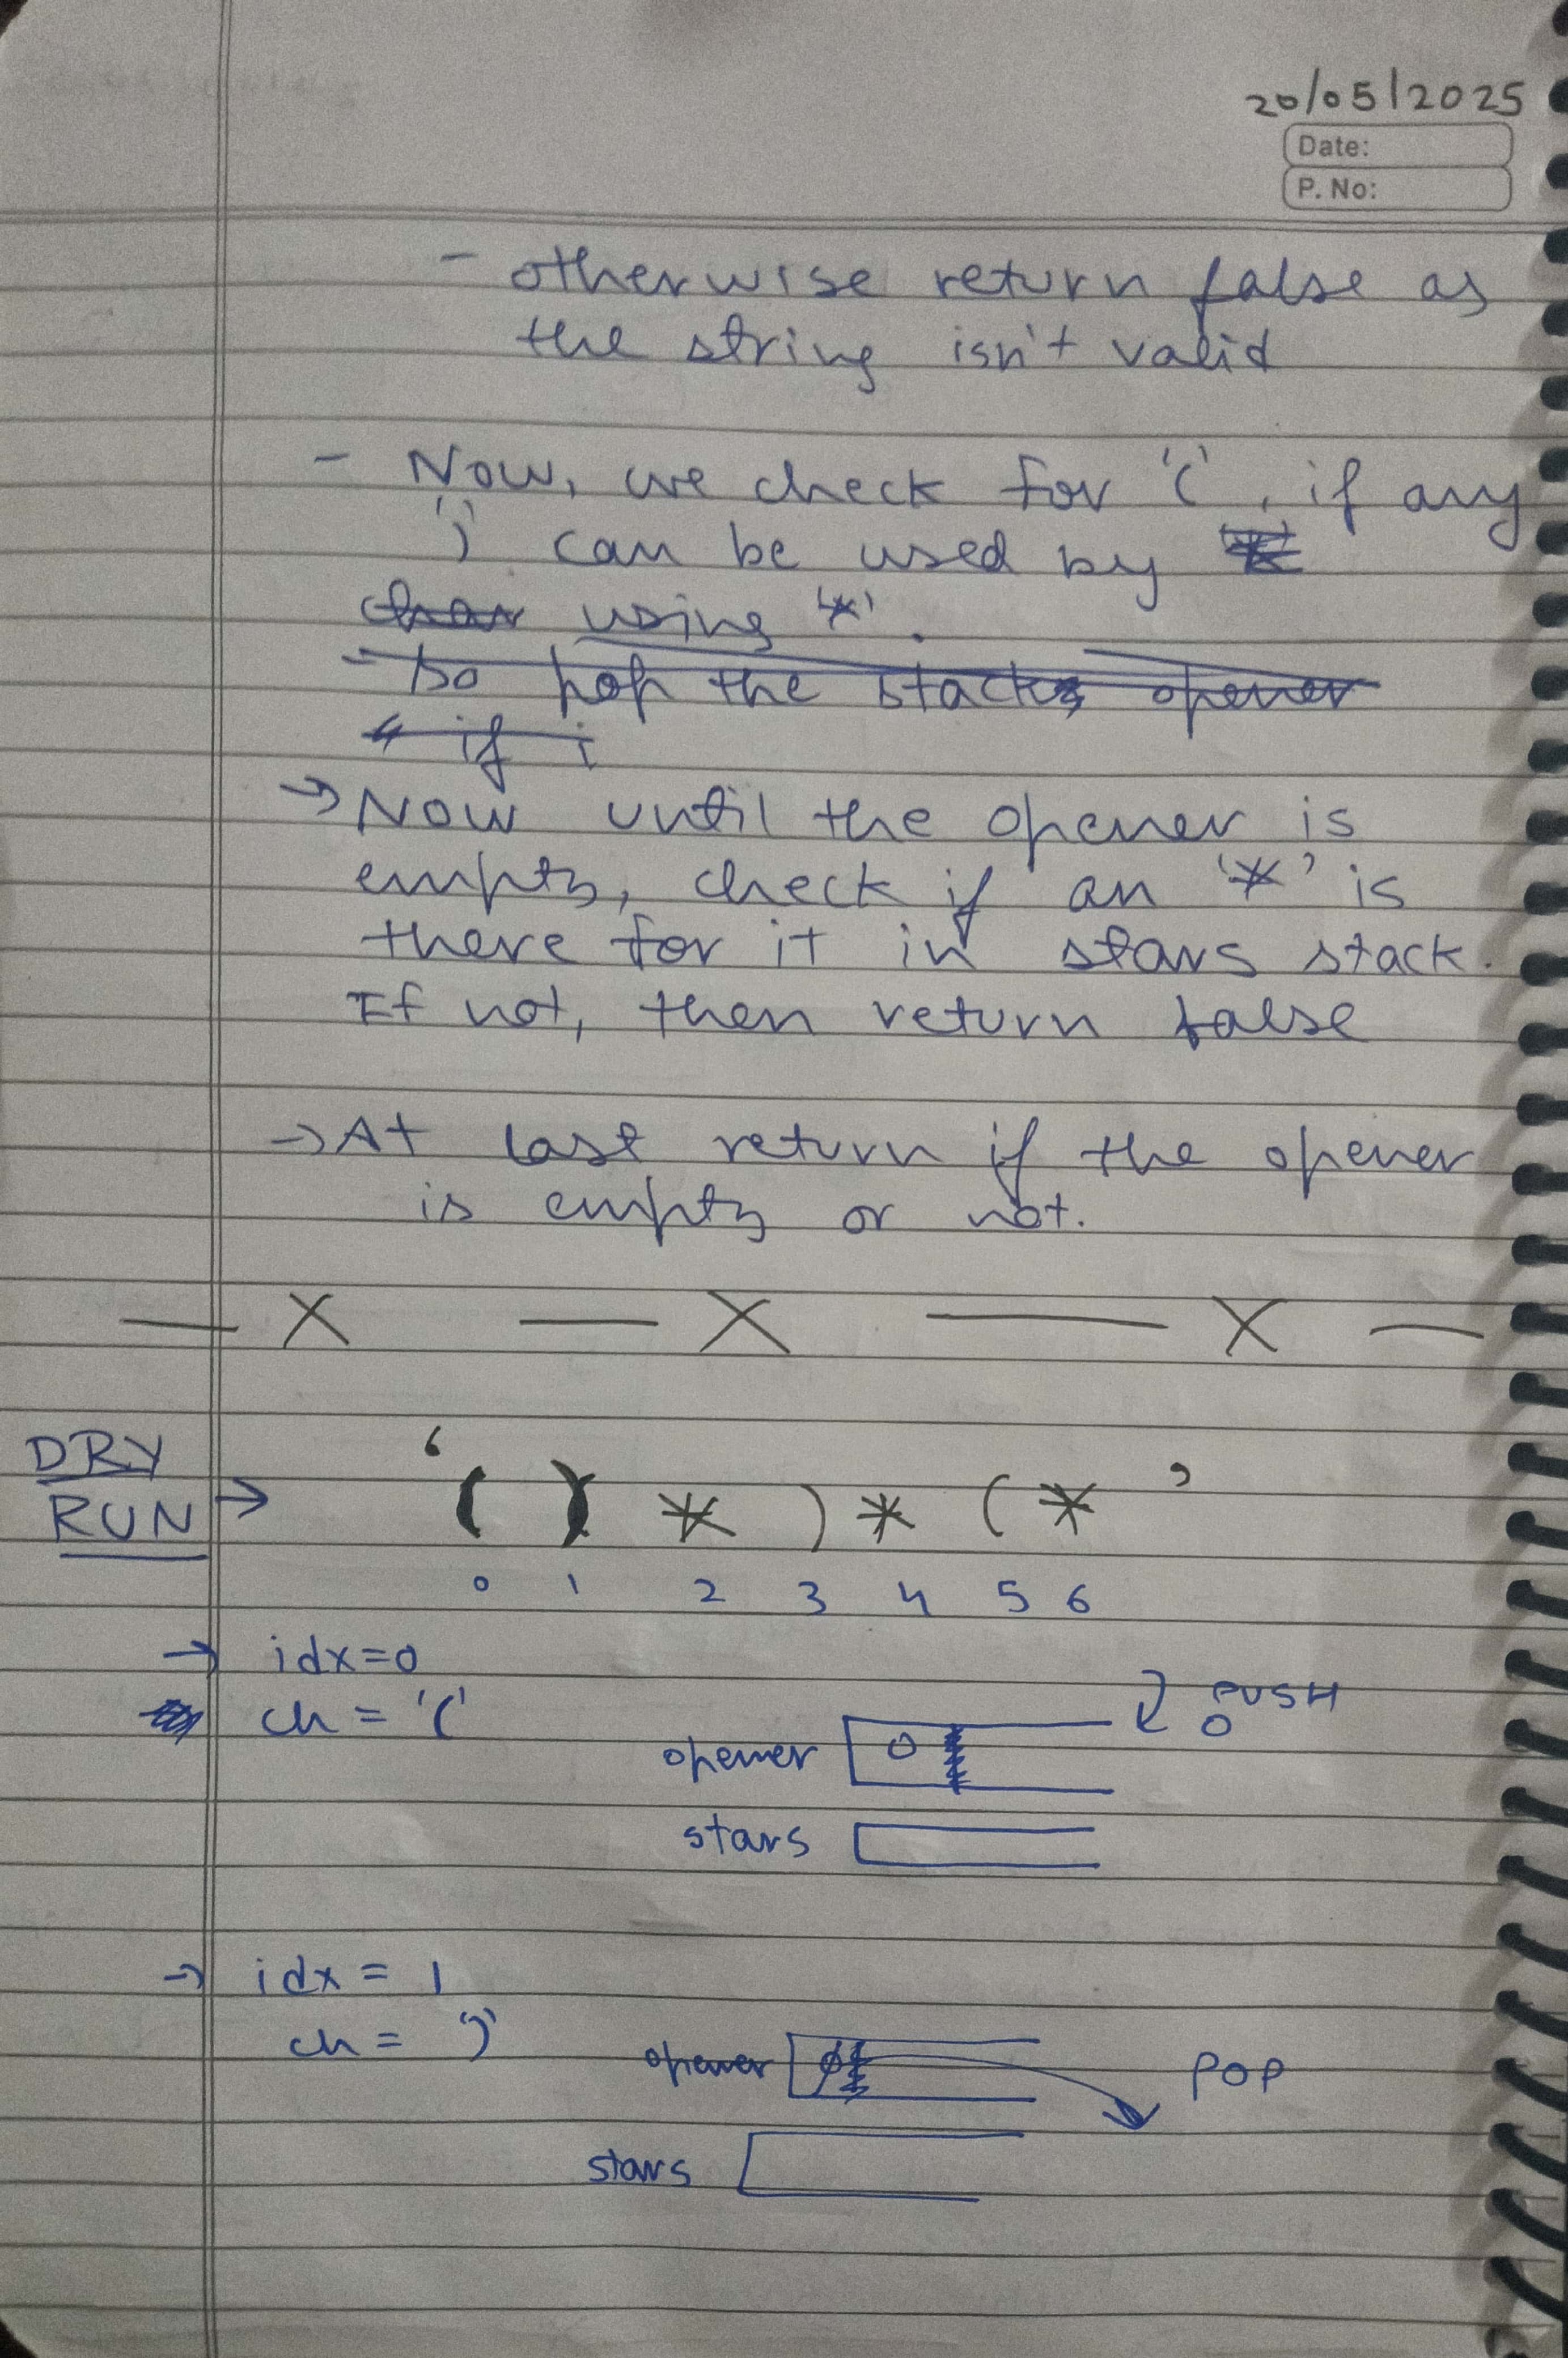 20/05/2025
Date:
P. No:
- otherwise return false as
the string isn't valid
- Now, we check for '(', if any
')' can be used by
char using '*'.
- So pop the stack opener
if i
→ Now until the opener is
empty, check if an '*' is
there for it in stars stack.
If not, then return false
→ At last return if the opener
is empty or not.
— X — X — X —
DRY
RUN → '( ) * ) * ( *'
0 1 2 3 4 5 6
→ idx=0
ch = '('
PUSH
0
opener 0
stars
→ idx = 1
ch = ')'
opener 0
POP
stars